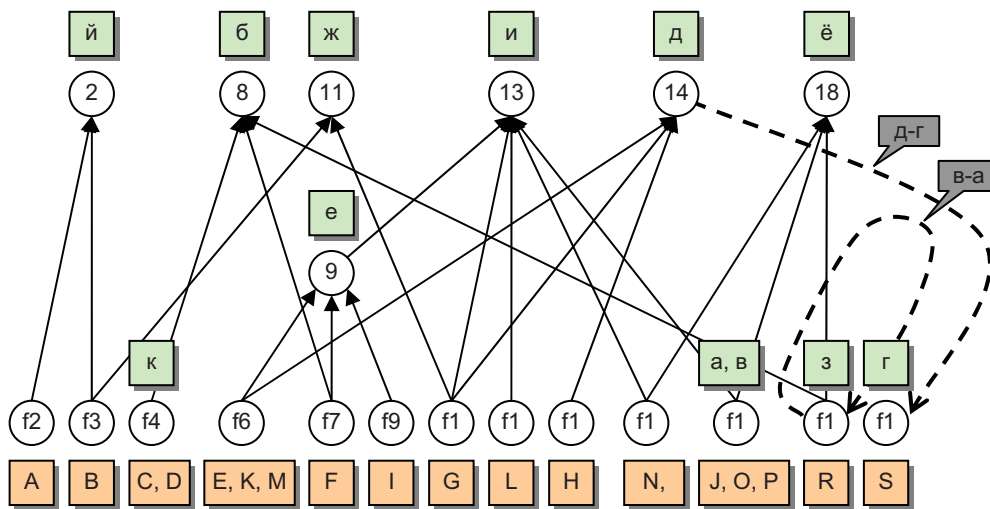 й б ж и д ё
2 8 11 13 14 18
д-г
в-а
е
9
к а, в з г
f2 f3 f4 f6 f7 f9 f1 f1 f1 f1 f1 f1 f1
A B C, D E, K, M F I G L H N, J, O, P R S